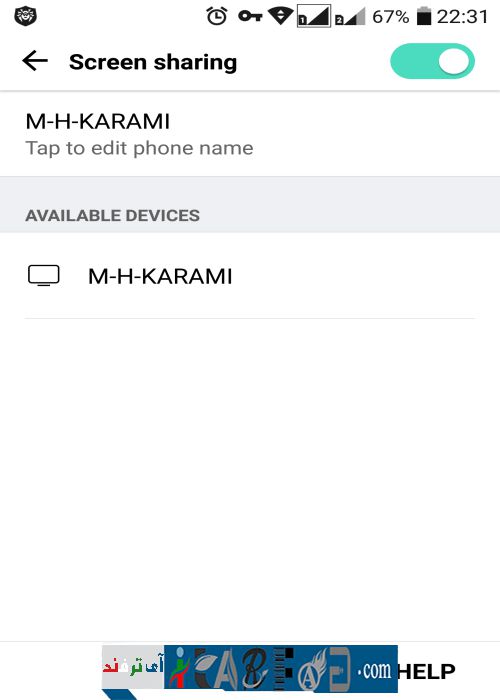 67% 22:31
Screen sharing
M-H-KARAMI
Tap to edit phone name
AVAILABLE DEVICES
M-H-KARAMI
آی ترفند
.com
HELP